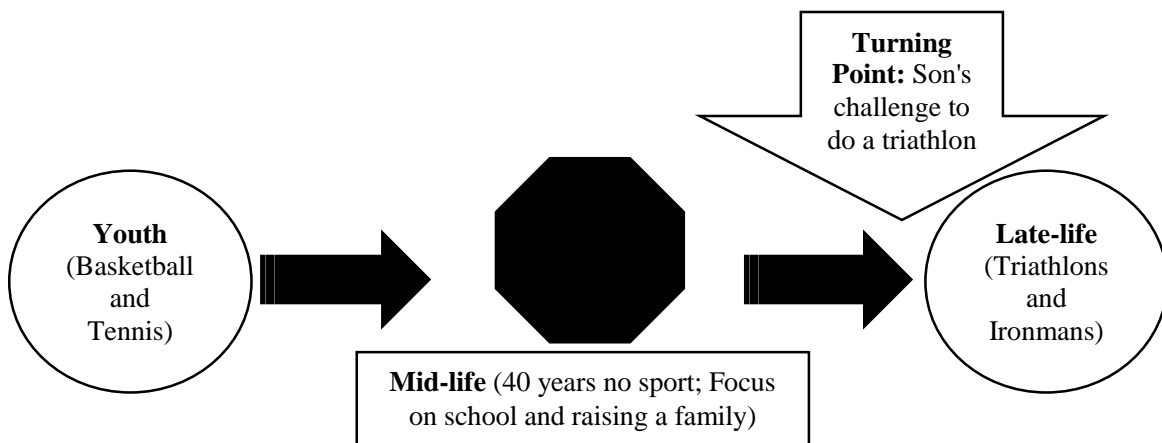 Turning
Point: Son's
challenge to
do a triathlon
Youth
(Basketball
and
Tennis)
Late-life
(Triathlons
and
Ironmans)
Mid-life (40 years no sport; Focus
on school and raising a family)